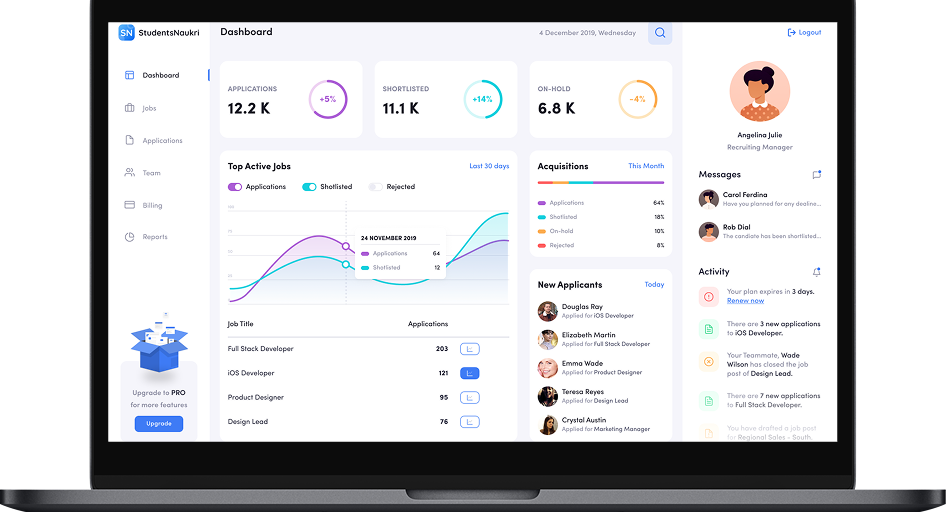 SN StudentsNaukri
Dashboard
Jobs
Applications
Team
Billing
Reports
Upgrade to PRO
for more features
Upgrade
Dashboard
4 December 2019, Wednesday
APPLICATIONS
12.2 K
+5%
SHORTLISTED
11.1 K
+14%
ON-HOLD
6.8 K
-4%
Top Active Jobs
Last 30 days
Applications
Shotlisted
Rejected
24 NOVEMBER 2019
Applications 64
Shotlisted 12
Job Title Applications
Full Stack Developer 203
iOS Developer 121
Product Designer 95
Design Lead 76
Acquisitions
This Month
Applications 64%
Shotlisted 18%
On-hold 10%
Rejected 8%
New Applicants
Today
Douglas Ray
Applied for iOS Developer
Elizabeth Martin
Applied for Full Stack Developer
Emma Wade
Applied for Product Designer
Teresa Reyes
Applied for Design Lead
Crystal Austin
Applied for Marketing Manager
Logout
Angelina Julie
Recruiting Manager
Messages
Carol Ferdina
Have you planned for any dealine...
Rob Dial
The candiate has been shortlisted...
Activity
Your plan expires in 3 days.
Renew now
There are 3 new applications
to iOS Developer.
Your Teammate, Wade
Wilson has closed the job
post of Design Lead.
There are 7 new applications
to Full Stack Developer.
You have drafted a job post
for Regional Sales - South.